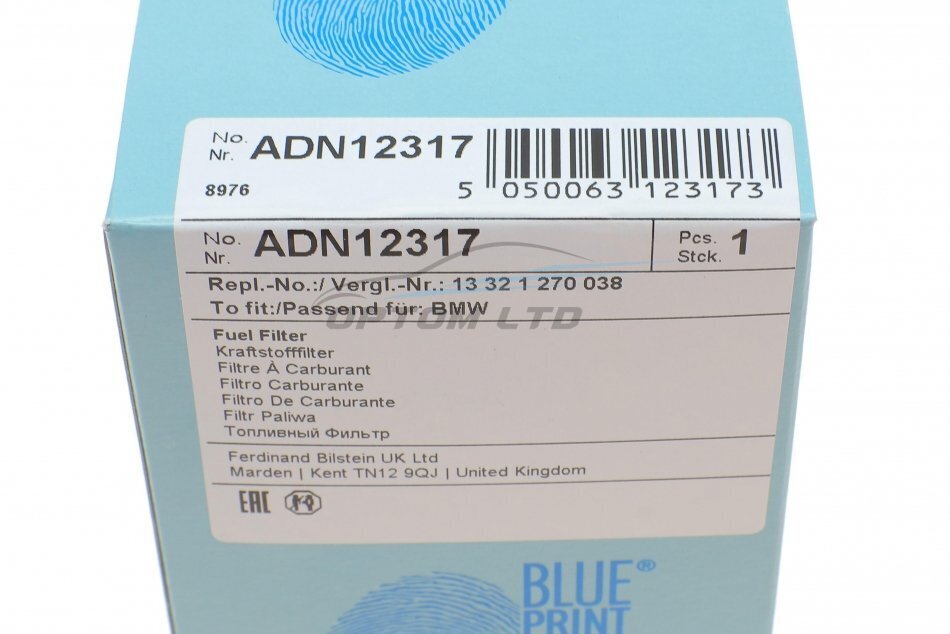 No. Nr. ADN12317
8976
5 050063 123173
No. Nr. ADN12317 Pcs. Stck. 1
Repl.-No.:/ Vergl.-Nr.: 13 32 1 270 038
To fit:/Passend für: BMW
OPTOM LTD
Fuel Filter
Kraftstofffilter
Filtre À Carburant
Filtro Carburante
Filtro De Carburante
Filtr Paliwa
Топливный Фильтр
Ferdinand Bilstein UK Ltd
Marden | Kent TN12 9QJ | United Kingdom
EAC
BLUE®
PRINT